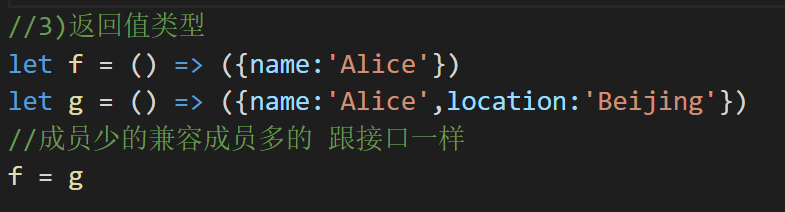 //3)返回值类型
let f = () => ({name:'Alice'})
let g = () => ({name:'Alice',location:'Beijing'})
//成员少的兼容成员多的 跟接口一样
f = g